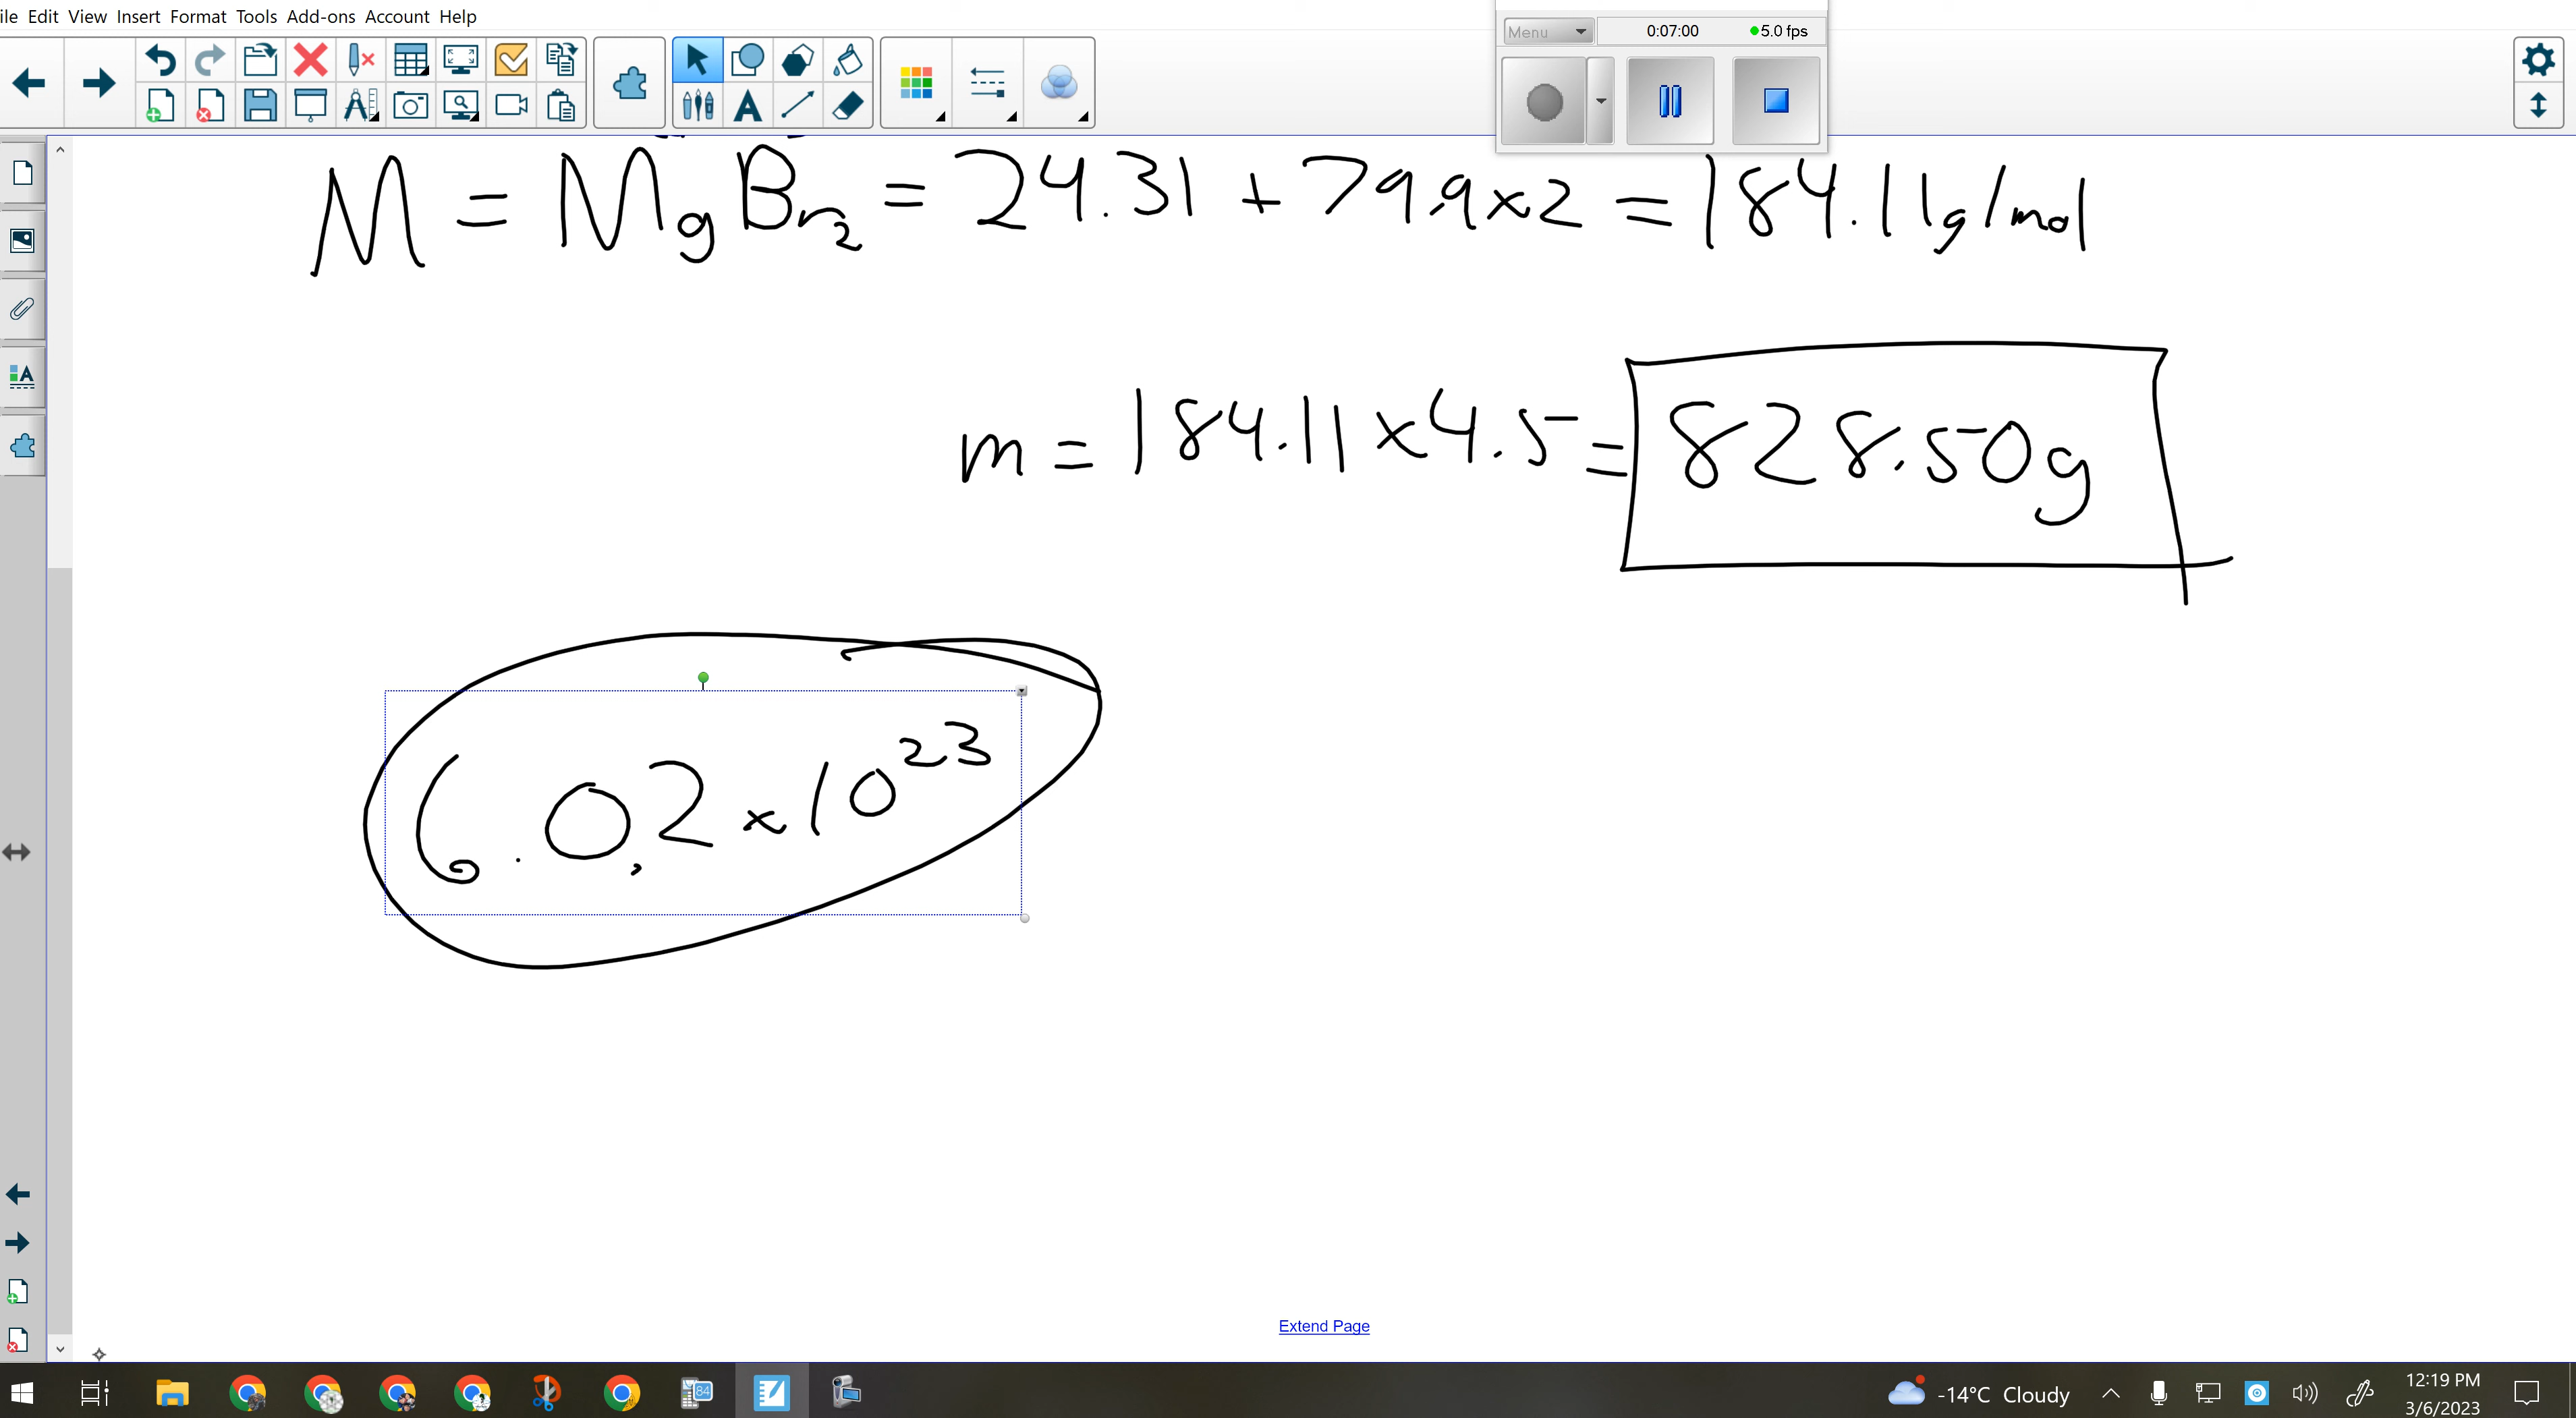 ile Edit View Insert Format Tools Add-ons Account Help
Menu 0:07:00 5.0 fps
M = MgBr₂ = 24.31 + 79.9x2 = 184.11g/mol
m = 184.11x4.5 = 828.50g
6.02x10²³
Extend Page
84
-14°C Cloudy
12:19 PM
3/6/2023